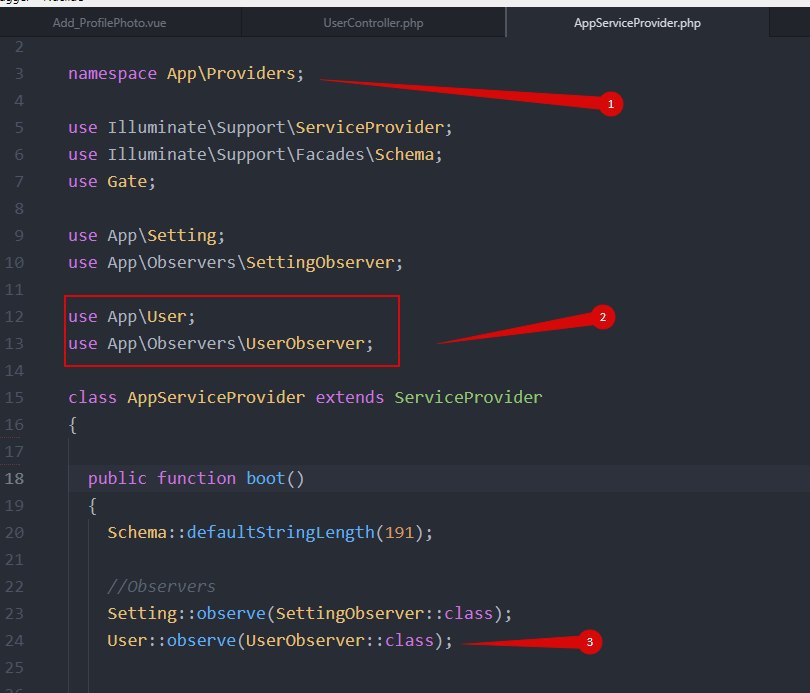 Add_ProfilePhoto.vue UserController.php AppServiceProvider.php
2
3 namespace App\Providers;
1
4
5 use Illuminate\Support\ServiceProvider;
6 use Illuminate\Support\Facades\Schema;
7 use Gate;
8
9 use App\Setting;
10 use App\Observers\SettingObserver;
11
12 use App\User;
2
13 use App\Observers\UserObserver;
14
15 class AppServiceProvider extends ServiceProvider
16 {
17
18 public function boot()
19 {
20 Schema::defaultStringLength(191);
21
22 //Observers
23 Setting::observe(SettingObserver::class);
24 User::observe(UserObserver::class);
3
25